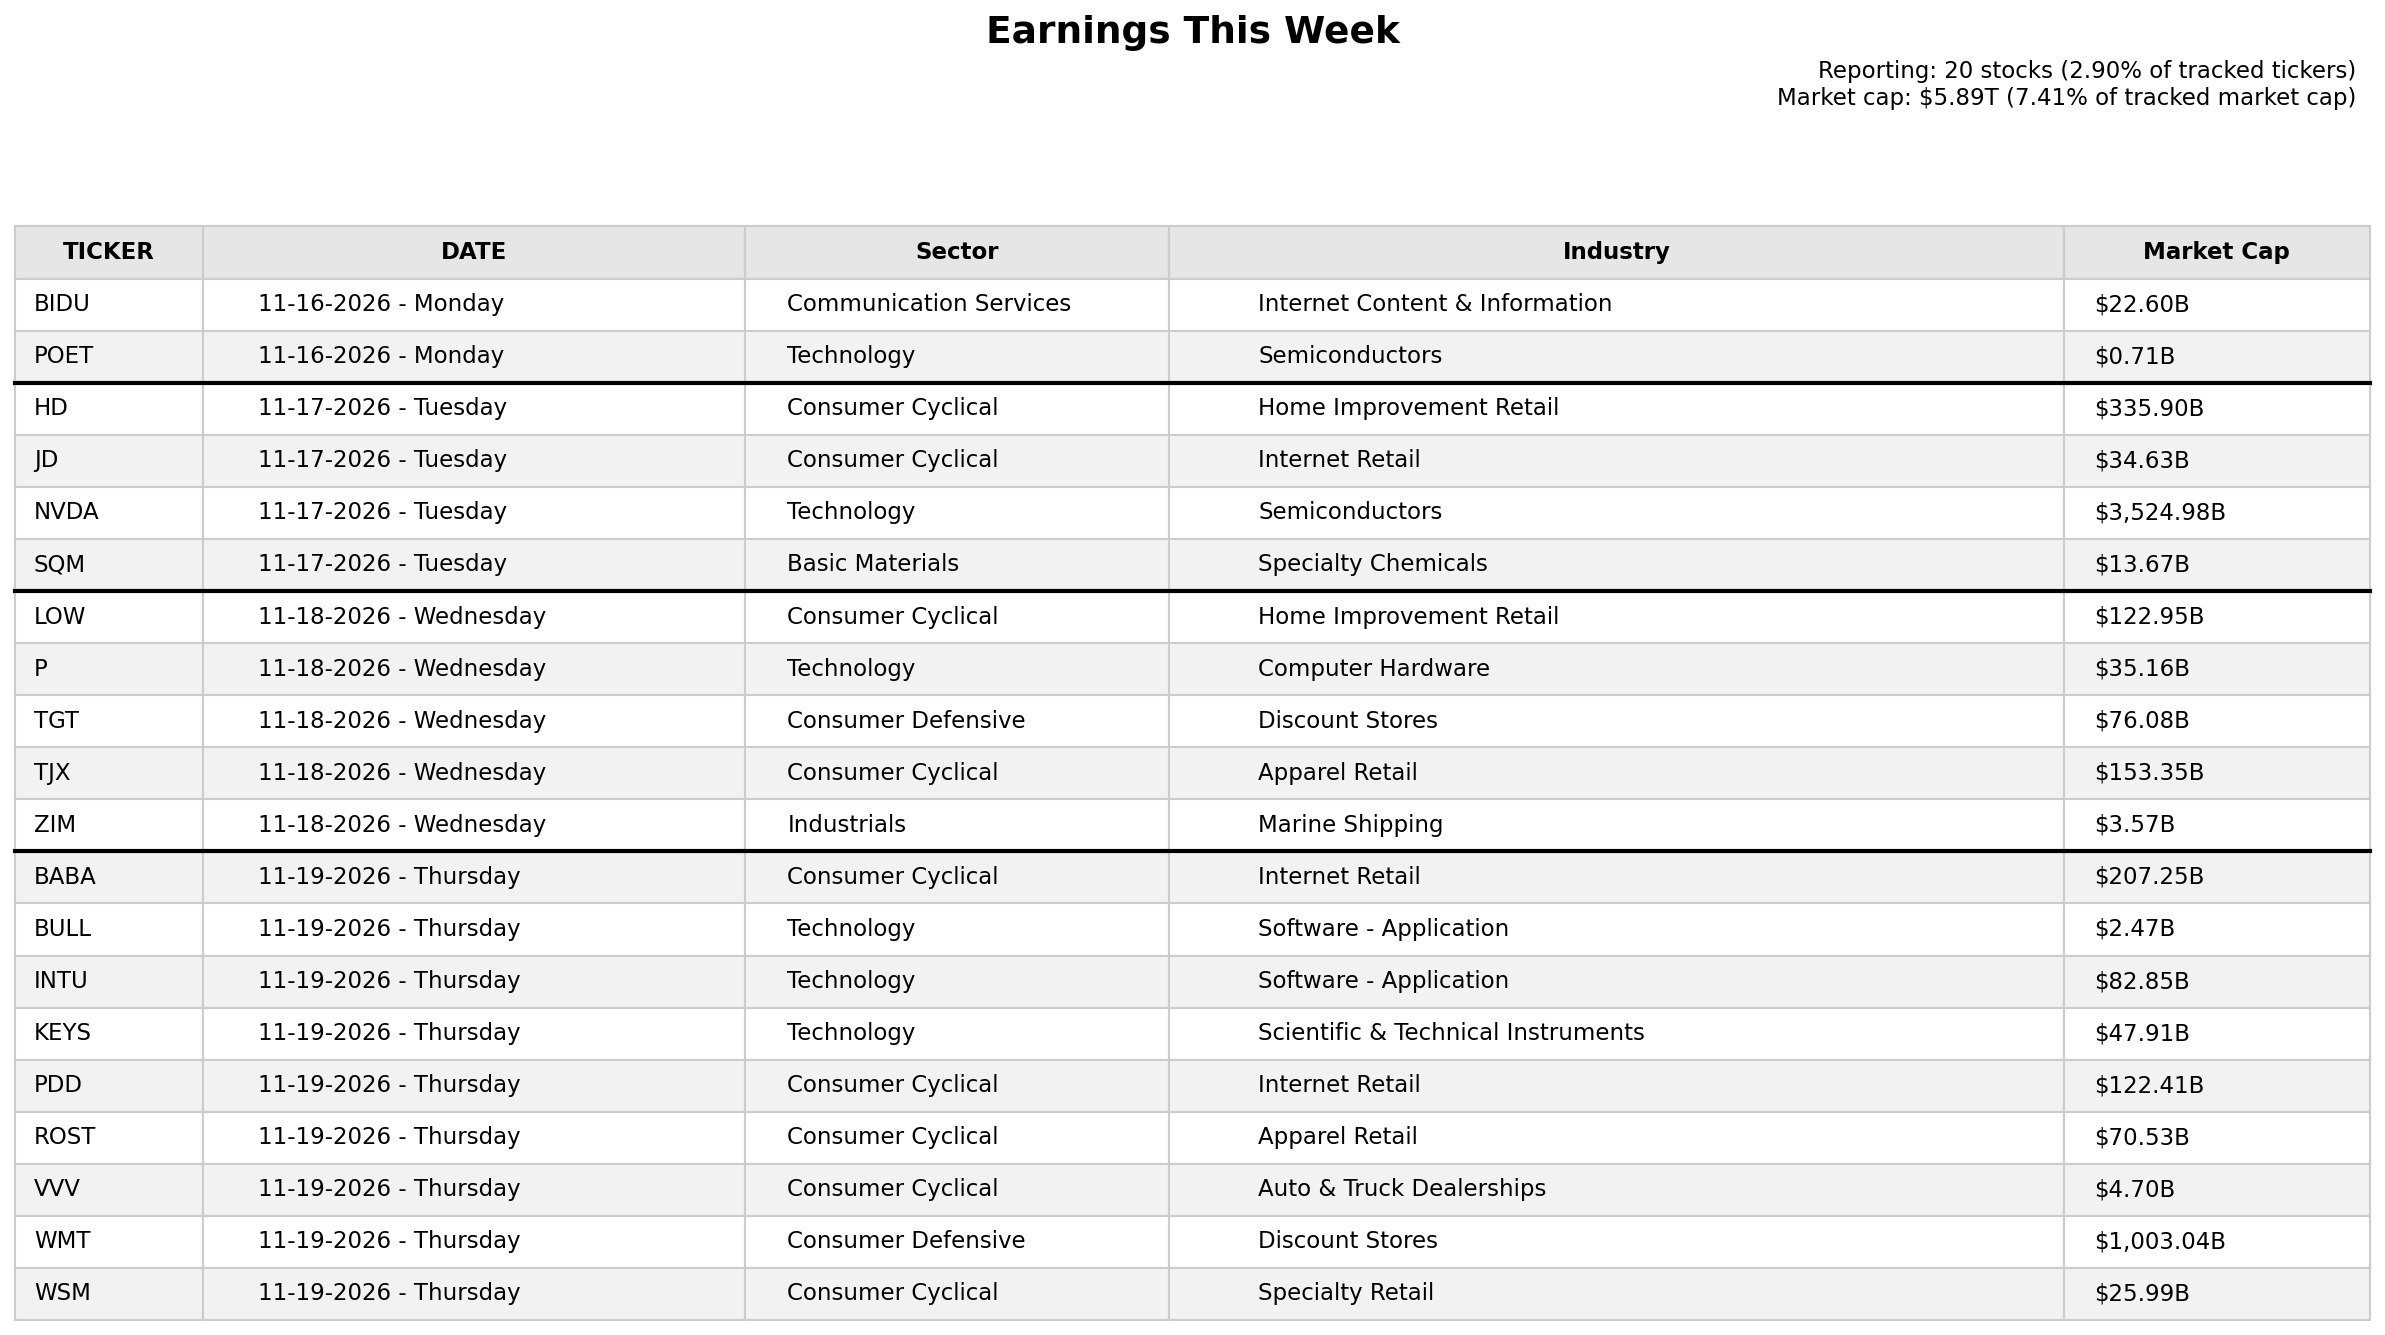 Earnings This Week
Reporting: 20 stocks (2.90% of tracked tickers)
Market cap: $5.89T (7.41% of tracked market cap)
TICKER DATE Sector Industry Market Cap
BIDU 11-16-2026 - Monday Communication Services Internet Content & Information $22.60B
POET 11-16-2026 - Monday Technology Semiconductors $0.71B
HD 11-17-2026 - Tuesday Consumer Cyclical Home Improvement Retail $335.90B
JD 11-17-2026 - Tuesday Consumer Cyclical Internet Retail $34.63B
NVDA 11-17-2026 - Tuesday Technology Semiconductors $3,524.98B
SQM 11-17-2026 - Tuesday Basic Materials Specialty Chemicals $13.67B
LOW 11-18-2026 - Wednesday Consumer Cyclical Home Improvement Retail $122.95B
P 11-18-2026 - Wednesday Technology Computer Hardware $35.16B
TGT 11-18-2026 - Wednesday Consumer Defensive Discount Stores $76.08B
TJX 11-18-2026 - Wednesday Consumer Cyclical Apparel Retail $153.35B
ZIM 11-18-2026 - Wednesday Industrials Marine Shipping $3.57B
BABA 11-19-2026 - Thursday Consumer Cyclical Internet Retail $207.25B
BULL 11-19-2026 - Thursday Technology Software - Application $2.47B
INTU 11-19-2026 - Thursday Technology Software - Application $82.85B
KEYS 11-19-2026 - Thursday Technology Scientific & Technical Instruments $47.91B
PDD 11-19-2026 - Thursday Consumer Cyclical Internet Retail $122.41B
ROST 11-19-2026 - Thursday Consumer Cyclical Apparel Retail $70.53B
VVV 11-19-2026 - Thursday Consumer Cyclical Auto & Truck Dealerships $4.70B
WMT 11-19-2026 - Thursday Consumer Defensive Discount Stores $1,003.04B
WSM 11-19-2026 - Thursday Consumer Cyclical Specialty Retail $25.99B